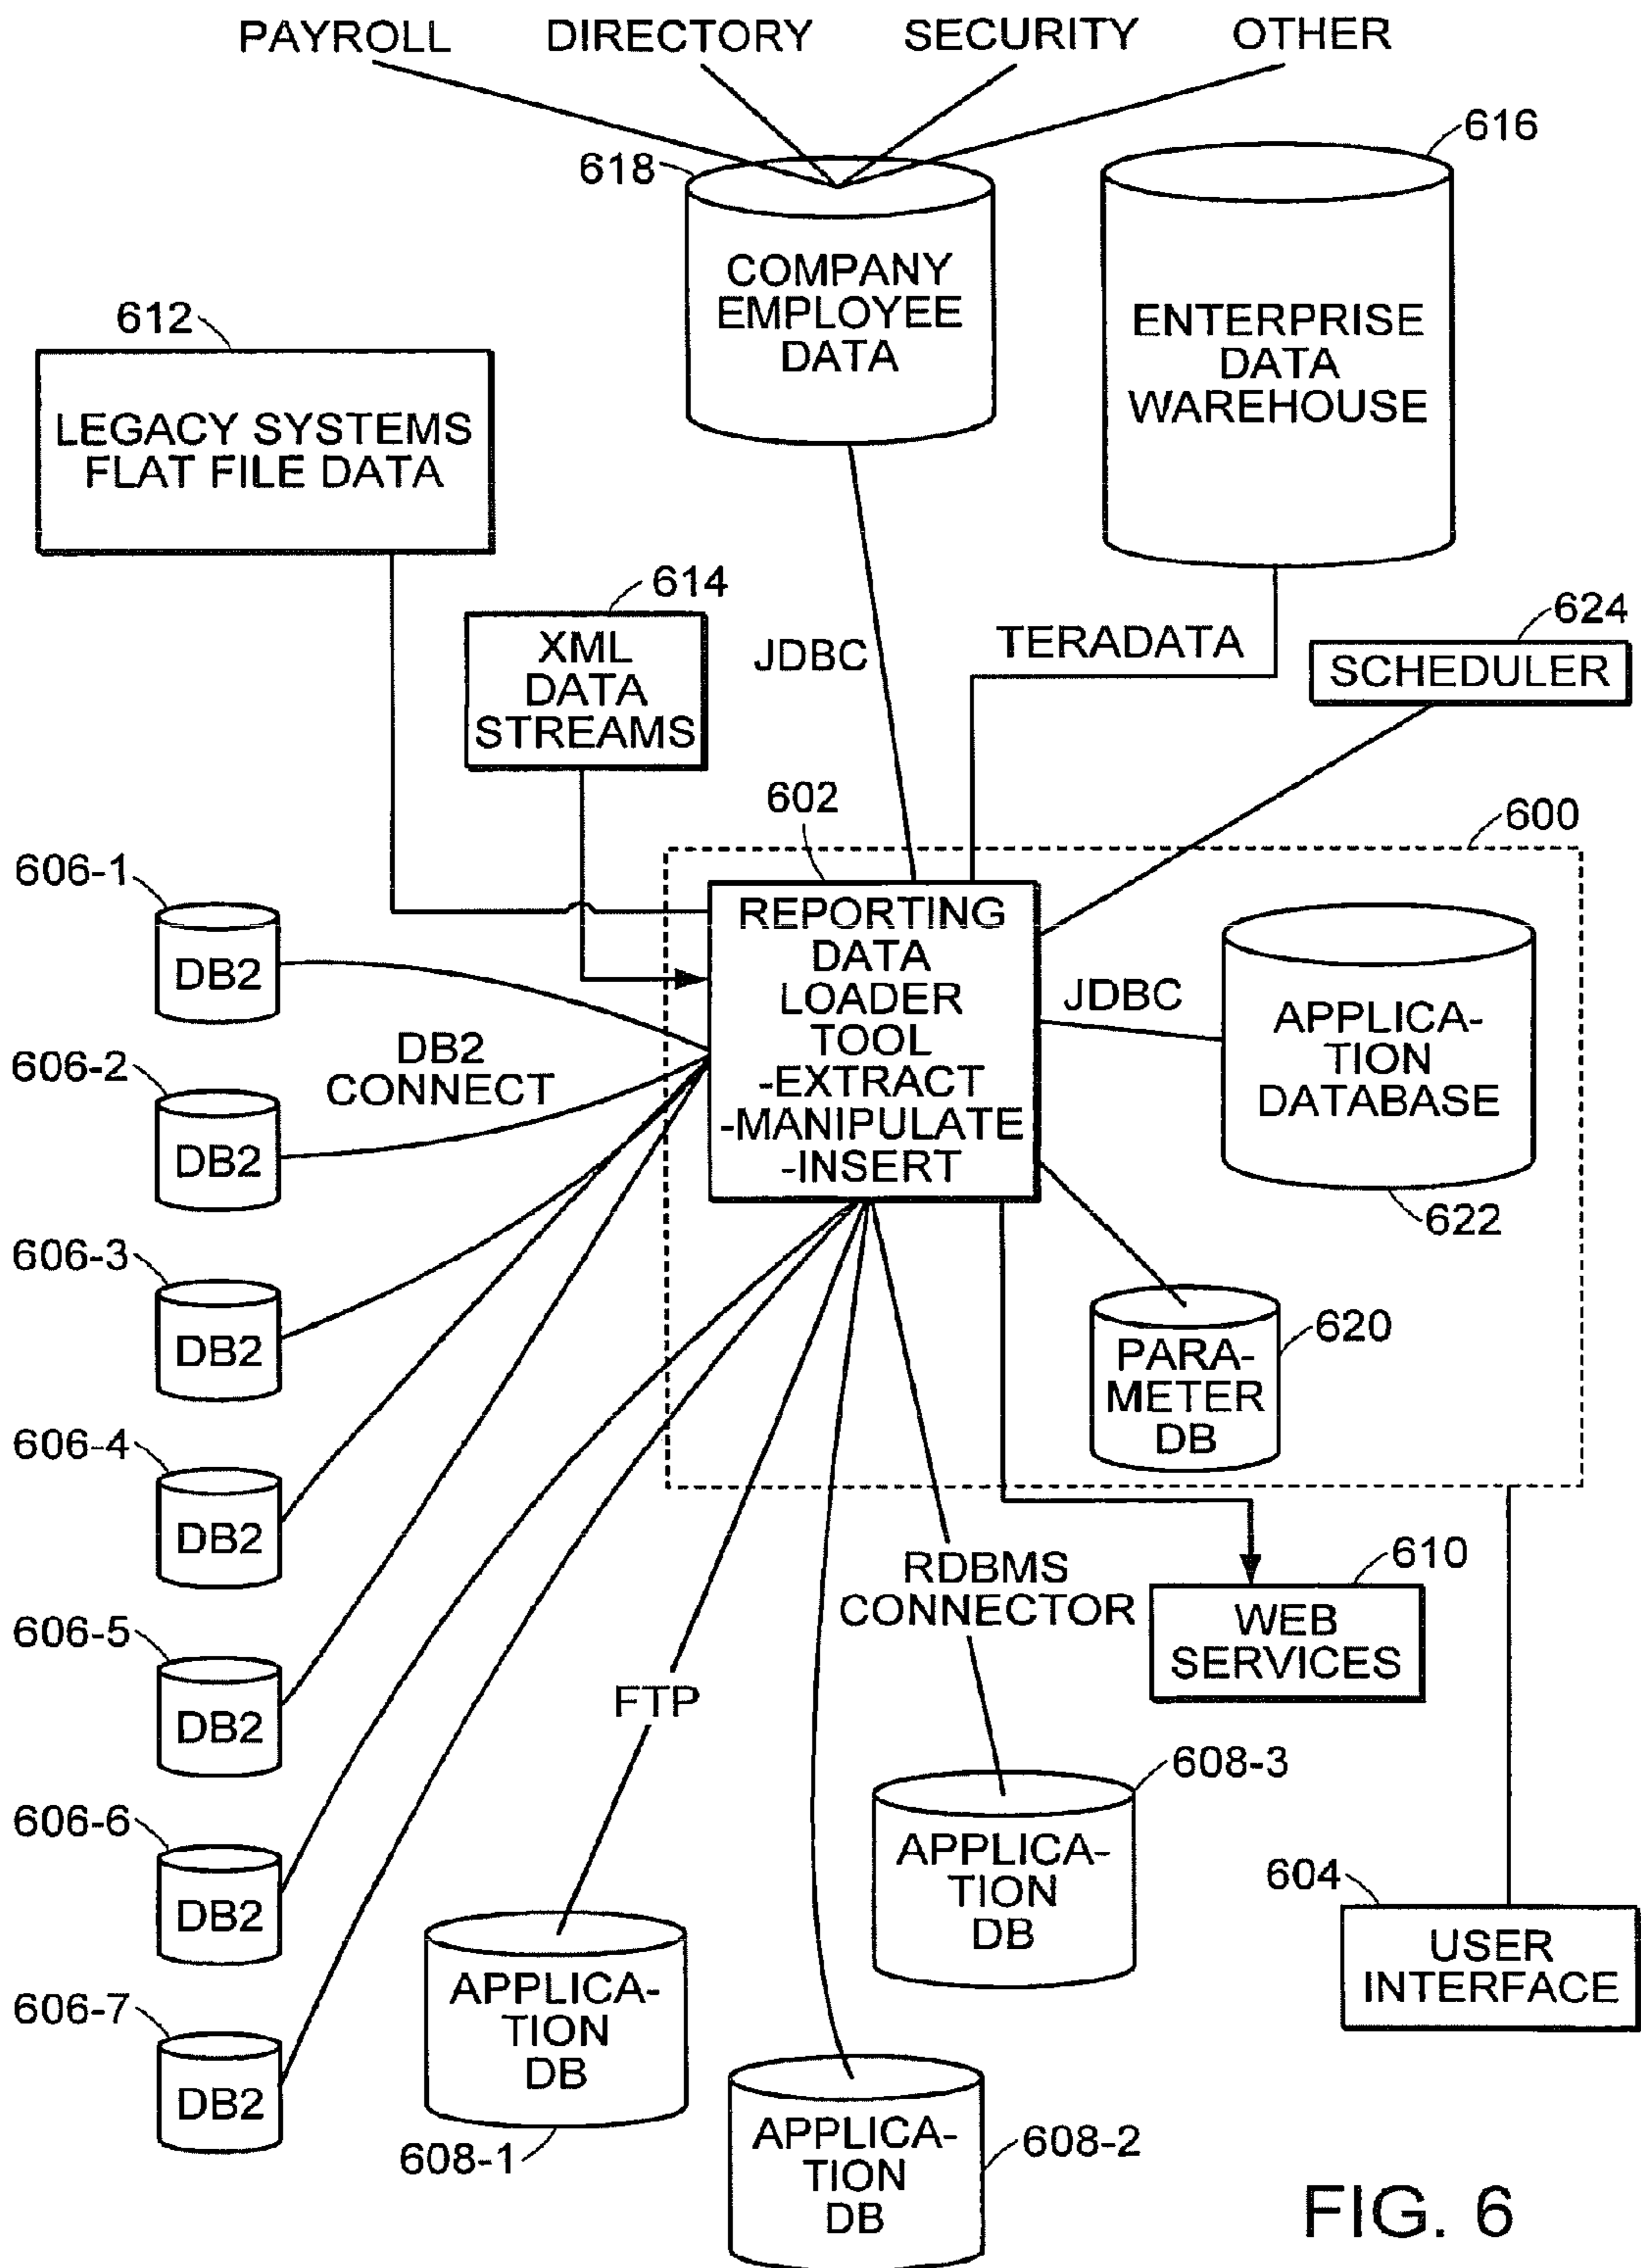 PAYROLL DIRECTORY SECURITY OTHER
616
618
COMPANY
EMPLOYEE
DATA
ENTERPRISE
DATA
WAREHOUSE
612
LEGACY SYSTEMS
FLAT FILE DATA
614
XML
DATA
STREAMS
JDBC
TERADATA
624
SCHEDULER
602
600
REPORTING
DATA
LOADER
TOOL
-EXTRACT
-MANIPULATE
-INSERT
JDBC
APPLICA-
TION
DATABASE
622
606-1
DB2
DB2
CONNECT
606-2
DB2
606-3
DB2
620
PARA-
METER
DB
606-4
DB2
RDBMS
CONNECTOR
610
WEB
SERVICES
606-5
DB2
FTP
608-3
APPLICA-
TION
DB
606-6
DB2
604
USER
INTERFACE
606-7
DB2
APPLICA-
TION
DB
608-1
APPLICA-
TION
DB
608-2
FIG. 6